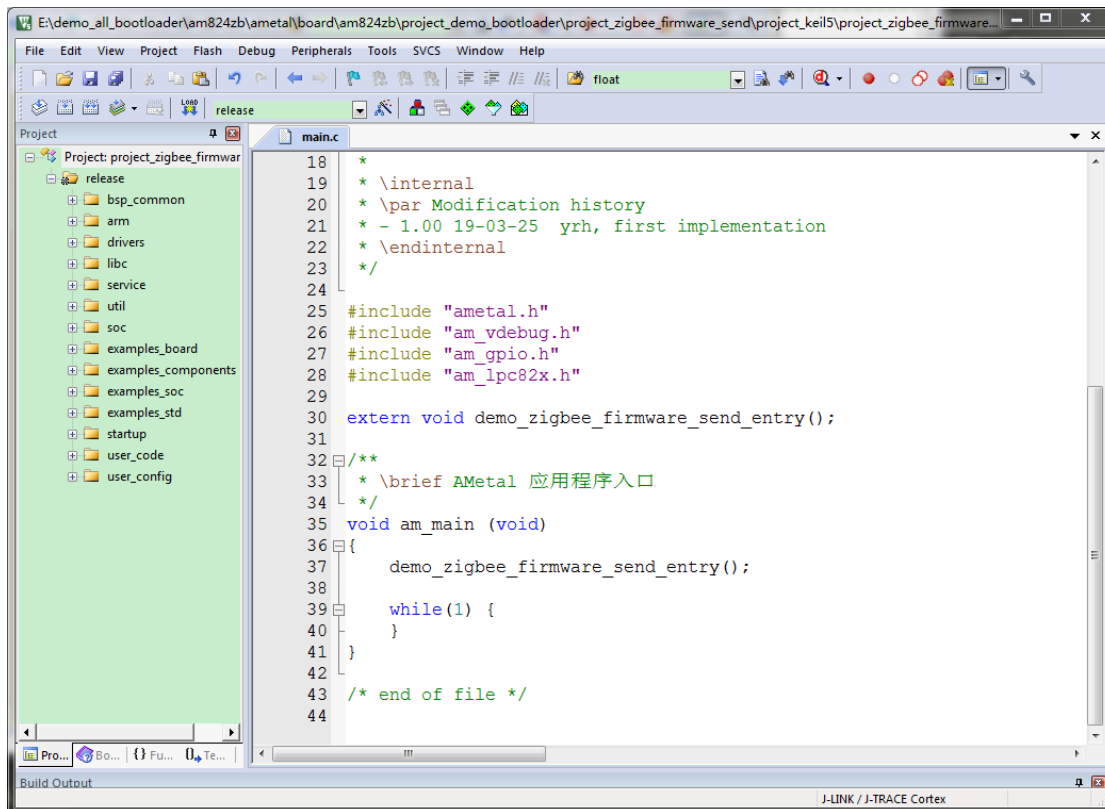 E:\demo_all_bootloader\am824zb\ametal\board\am824zb\project_demo_bootloader\project_zigbee_firmware_send\project_keil5\project_zigbee_firmware...
File Edit View Project Flash Debug Peripherals Tools SVCS Window Help
float
LOAD release
Project
main.c
Project: project_zigbee_firmwar
release
bsp_common
arm
drivers
libc
service
util
soc
examples_board
examples_components
examples_soc
examples_std
startup
user_code
user_config
18 *
19 * \internal
20 * \par Modification history
21 * - 1.00 19-03-25  yrh, first implementation
22 * \endinternal
23 */
24
25 #include "ametal.h"
26 #include "am_vdebug.h"
27 #include "am_gpio.h"
28 #include "am_lpc82x.h"
29
30 extern void demo_zigbee_firmware_send_entry();
31
32 /**
33 * \brief AMetal 应用程序入口
34 */
35 void am_main (void)
36 {
37     demo_zigbee_firmware_send_entry();
38
39     while(1) {
40     }
41 }
42
43 /* end of file */
44
Pro... Bo... {} Fu... Te...
Build Output
J-LINK / J-TRACE Cortex